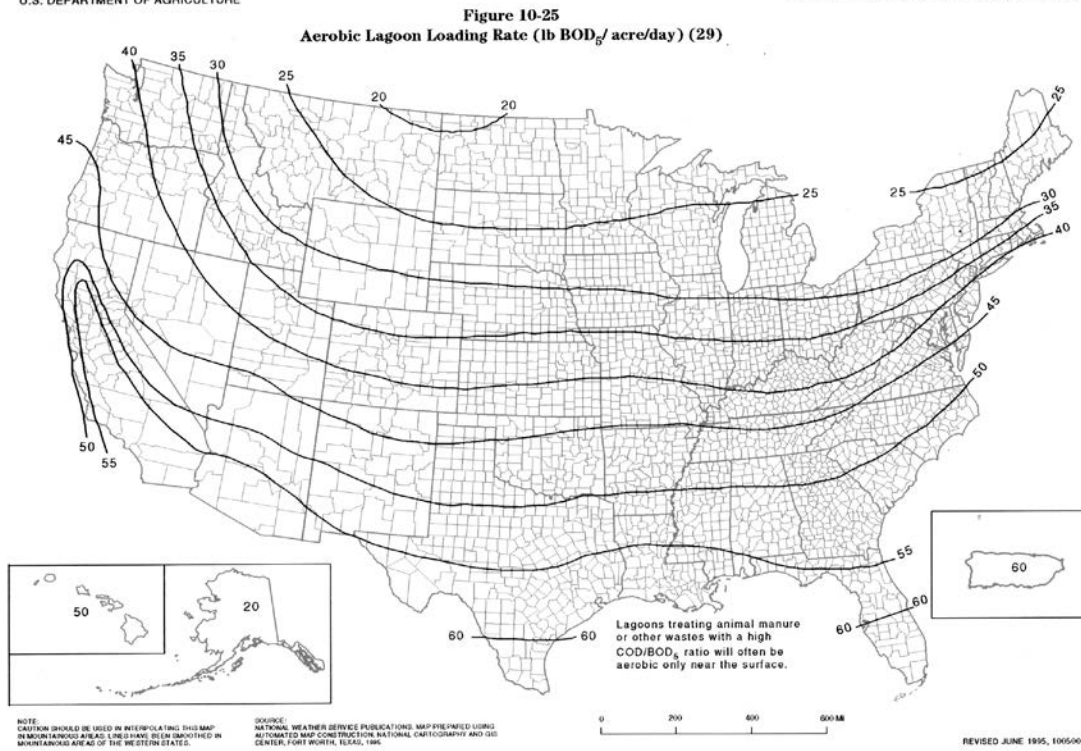 U.S. DEPARTMENT OF AGRICULTURE
Figure 10-25
Aerobic Lagoon Loading Rate (lb BOD5/ acre/day) (29)
40
35
30
25
20
20
25
45
25
25
30
35
40
45
50
50
55
55
60
60
60
60
60
50
20
Lagoons treating animal manure
or other wastes with a high
COD/BOD5 ratio will often be
aerobic only near the surface.
NOTE:
CAUTION SHOULD BE USED IN INTERPOLATING THIS MAP
IN MOUNTAINOUS AREAS. LINES HAVE BEEN SMOOTHED IN
MOUNTAINOUS AREAS OF THE WESTERN STATES.
SOURCE:
NATIONAL WEATHER SERVICE PUBLICATIONS. MAP PREPARED USING
AUTOMATED MAP CONSTRUCTION. NATIONAL CARTOGRAPHY AND GIS
CENTER, FORT WORTH, TEXAS, 1995
0 200 400 600 MI
REVISED JUNE 1995,